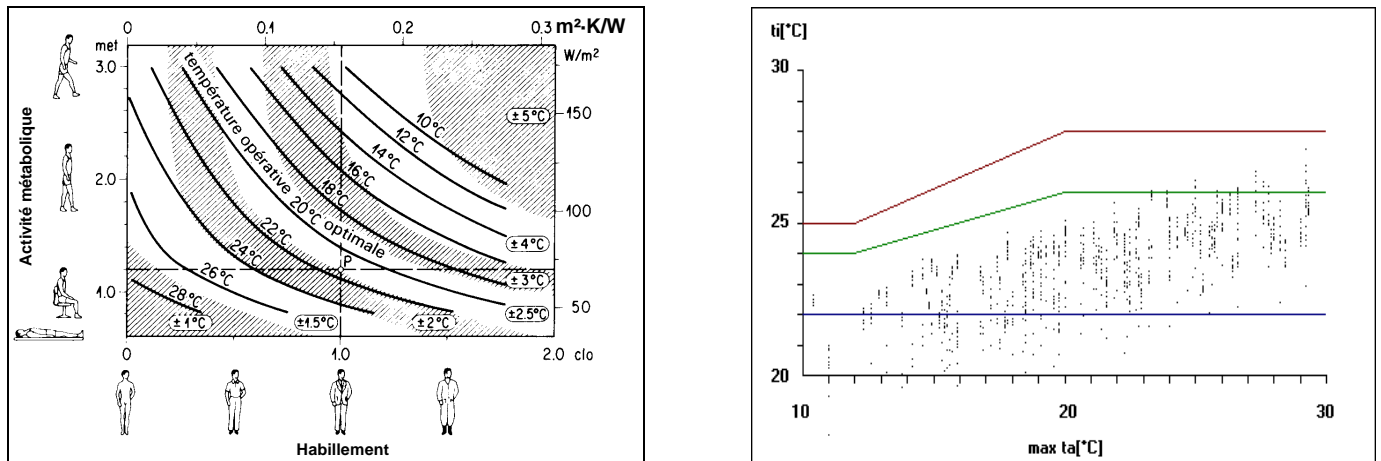 0 0.1 0.2 0.3 m²·K/W
met
W/m²
3.0
2.0
1.0
150
100
50
Activité métabolique
température opérative 20°C optimale
10°C
12°C
14°C
16°C
18°C
22°C
24°C
26°C
28°C
P
±5°C
±4°C
±3°C
±2.5°C
±1°C
±1.5°C
±2°C
0 1.0 2.0 clo
Habillement
ti[°C]
30
25
20
10 20 30
max ta[°C]